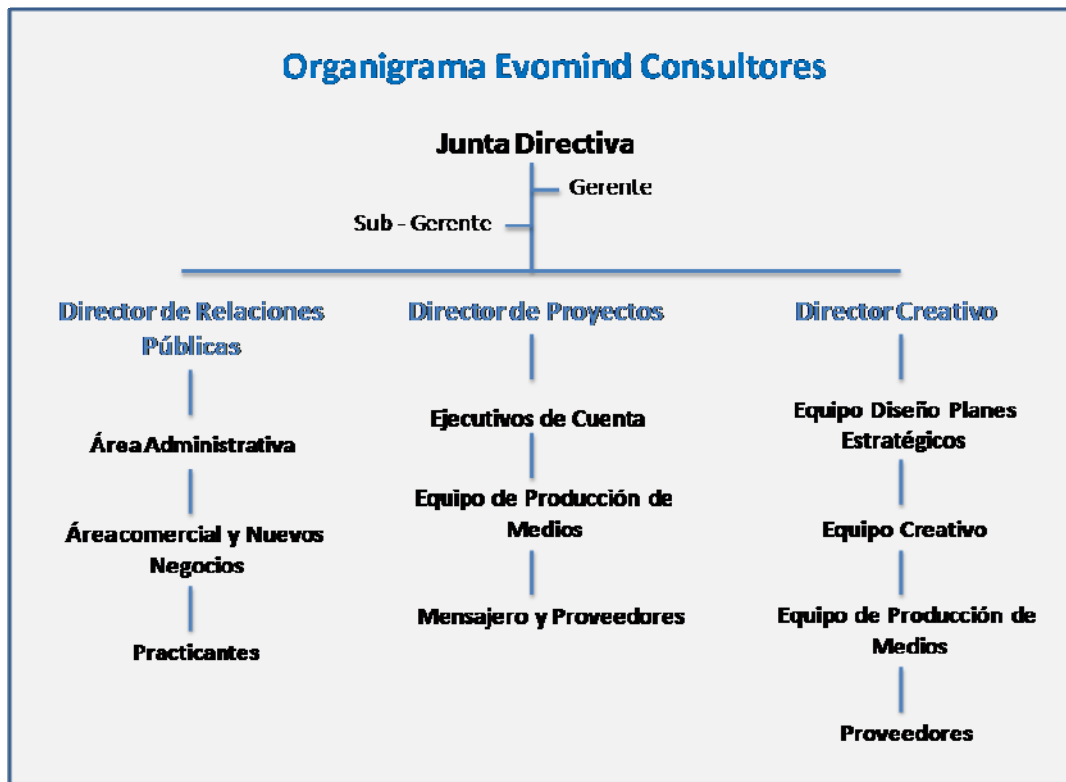 Organigrama Evomind Consultores
Junta Directiva
Gerente
Sub - Gerente
Director de Relaciones
Públicas
Área Administrativa
Área comercial y Nuevos
Negocios
Practicantes
Director de Proyectos
Ejecutivos de Cuenta
Equipo de Producción de
Medios
Mensajero y Proveedores
Director Creativo
Equipo Diseño Planes
Estratégicos
Equipo Creativo
Equipo de Producción de
Medios
Proveedores